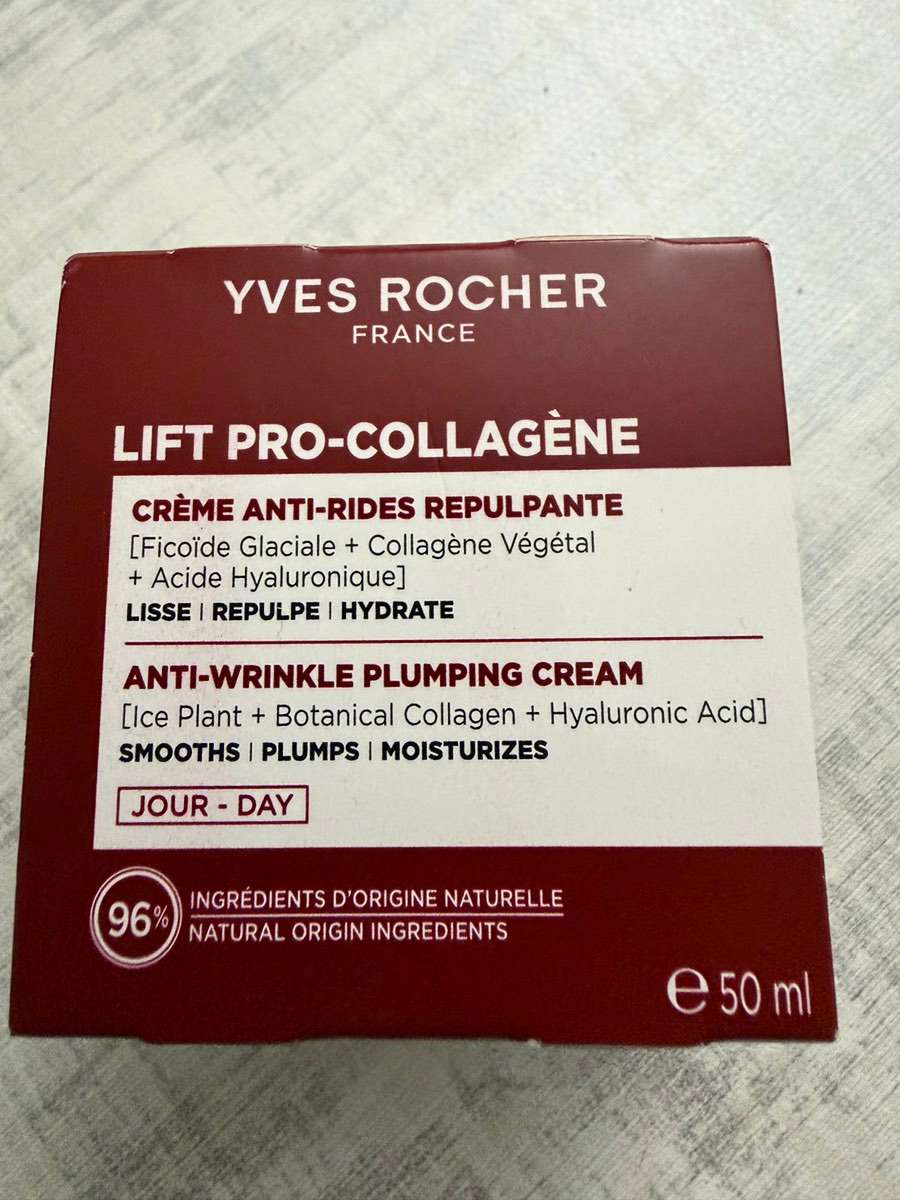 YVES ROCHER
FRANCE
LIFT PRO-COLLAGÈNE
CRÈME ANTI-RIDES REPULPANTE
[Ficoïde Glaciale + Collagène Végétal
+ Acide Hyaluronique]
LISSE | REPULPE | HYDRATE
ANTI-WRINKLE PLUMPING CREAM
[Ice Plant + Botanical Collagen + Hyaluronic Acid]
SMOOTHS | PLUMPS | MOISTURIZES
JOUR - DAY
96%
INGRÉDIENTS D'ORIGINE NATURELLE
NATURAL ORIGIN INGREDIENTS
℮ 50 ml